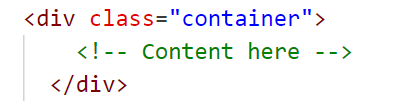 <div class="container">
    <!-- Content here -->
  </div>